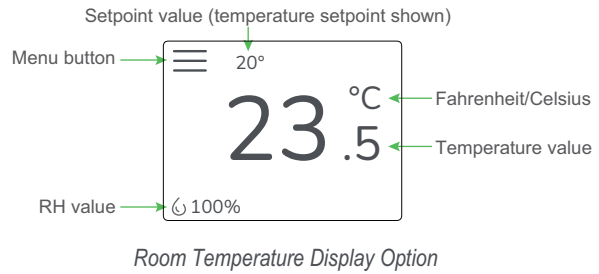 Setpoint value (temperature setpoint shown)
Menu button
20°
°C
Fahrenheit/Celsius
23.5
Temperature value
RH value
100%
Room Temperature Display Option